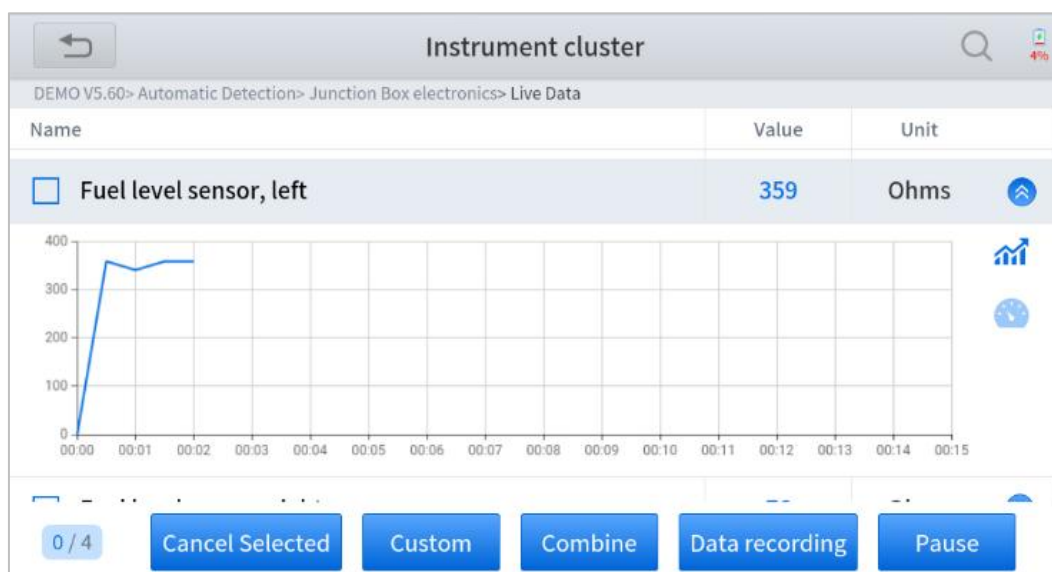 Instrument cluster
4%
DEMO V5.60> Automatic Detection> Junction Box electronics> Live Data
Name Value Unit
Fuel level sensor, left 359 Ohms
400
300
200
100
0
00:00 00:01 00:02 00:03 00:04 00:05 00:06 00:07 00:08 00:09 00:10 00:11 00:12 00:13 00:14 00:15
0 / 4 Cancel Selected Custom Combine Data recording Pause